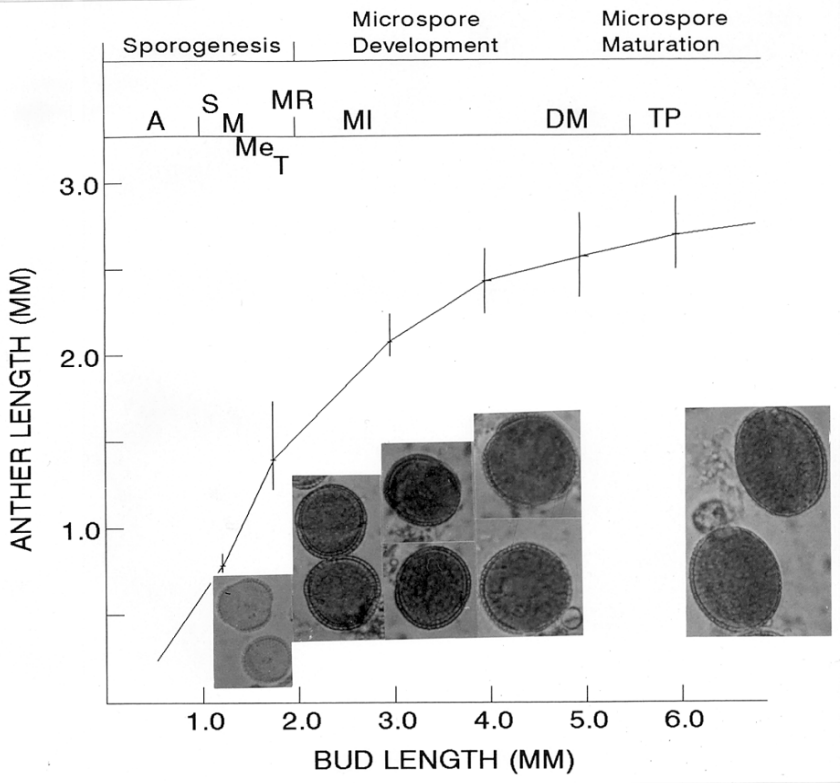 Microspore
Development
Microspore
Maturation
Sporogenesis
A
S
M
Me
T
MR
MI
DM
TP
3.0
2.0
1.0
ANTHER LENGTH (MM)
1.0 2.0 3.0 4.0 5.0 6.0
BUD LENGTH (MM)